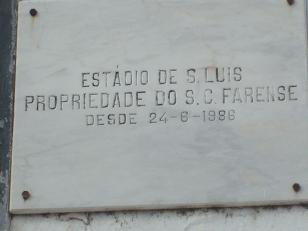 ESTÁDIO DE S. LUIS
PROPRIEDADE DO S. C. FARENSE
DESDE 24-6-1986